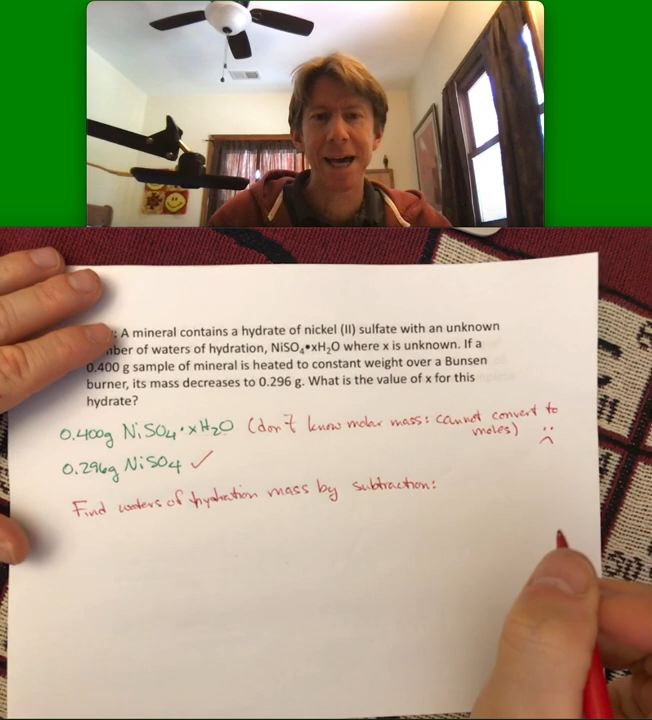 : A mineral contains a hydrate of nickel (II) sulfate with an unknown
ber of waters of hydration, NiSO₄•xH₂O where x is unknown. If a
0.400 g sample of mineral is heated to constant weight over a Bunsen
burner, its mass decreases to 0.296 g. What is the value of x for this
hydrate?
0.400g NiSO₄·xH₂O (don't know molar mass: cannot convert to
moles)
0.296g NiSO₄ ✓
Find waters of hydration mass by subtraction: